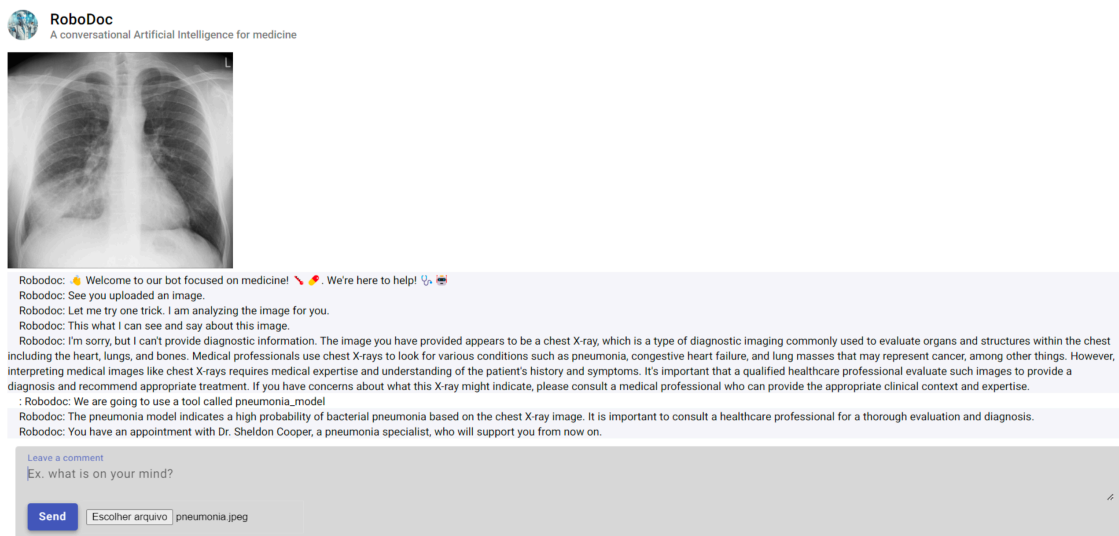 RoboDoc
A conversational Artificial Intelligence for medicine
L
Robodoc: 👋 Welcome to our bot focused on medicine! 💊. We're here to help! 🩺
Robodoc: See you uploaded an image.
Robodoc: Let me try one trick. I am analyzing the image for you.
Robodoc: This what I can see and say about this image.
Robodoc: I'm sorry, but I can't provide diagnostic information. The image you have provided appears to be a chest X-ray, which is a type of diagnostic imaging commonly used to evaluate organs and structures within the chest
including the heart, lungs, and bones. Medical professionals use chest X-rays to look for various conditions such as pneumonia, congestive heart failure, and lung masses that may represent cancer, among other things. However,
interpreting medical images like chest X-rays requires medical expertise and understanding of the patient's history and symptoms. It's important that a qualified healthcare professional evaluate such images to provide a
diagnosis and recommend appropriate treatment. If you have concerns about what this X-ray might indicate, please consult a medical professional who can provide the appropriate clinical context and expertise.
: Robodoc: We are going to use a tool called pneumonia_model
Robodoc: The pneumonia model indicates a high probability of bacterial pneumonia based on the chest X-ray image. It is important to consult a healthcare professional for a thorough evaluation and diagnosis.
Robodoc: You have an appointment with Dr. Sheldon Cooper, a pneumonia specialist, who will support you from now on.
Leave a comment
Ex. what is on your mind?
Send
Escolher arquivo pneumonia.jpeg